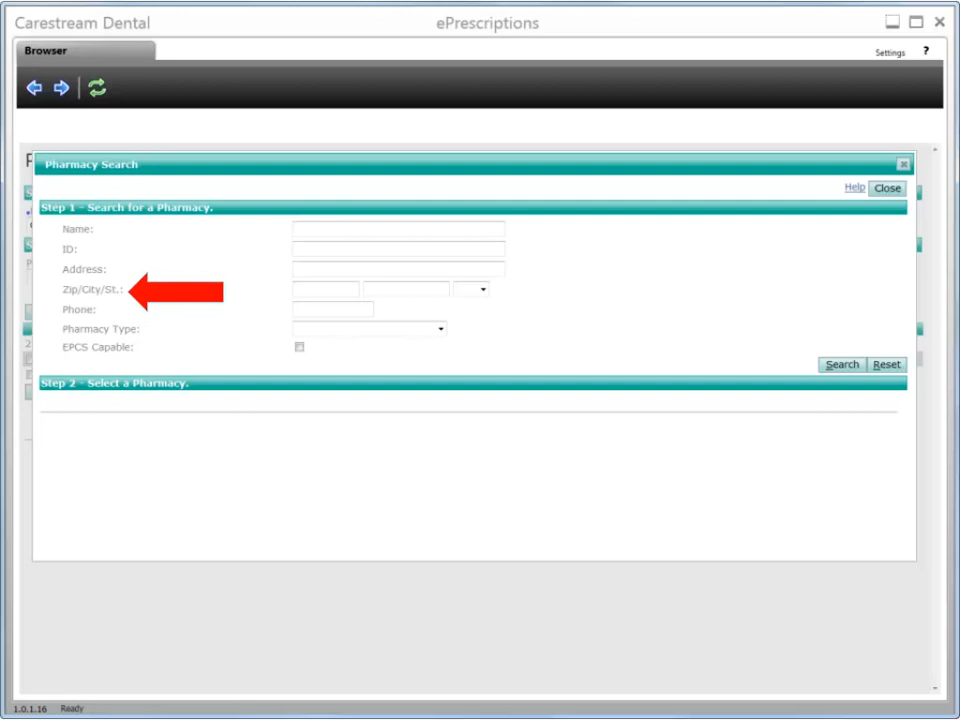 Carestream Dental ePrescriptions
Browser
Settings ?
Pharmacy Search
Help Close
Step 1 - Search for a Pharmacy.
Name:
ID:
Address:
Zip/City/St.:
Phone:
Pharmacy Type:
EPCS Capable:
Search Reset
Step 2 - Select a Pharmacy.
1.0.1.16 Ready